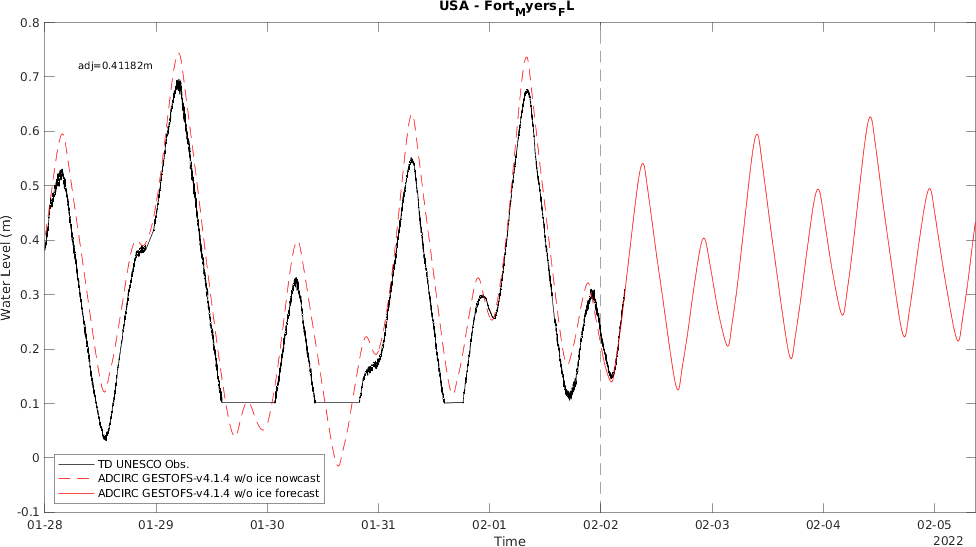 USA - FortMyersFL
0.8
0.7
0.6
0.5
0.4
0.3
0.2
0.1
0
-0.1
Water Level (m)
adj=0.41182m
TD UNESCO Obs.
ADCIRC GESTOFS-v4.1.4 w/o ice nowcast
ADCIRC GESTOFS-v4.1.4 w/o ice forecast
01-28 01-29 01-30 01-31 02-01 02-02 02-03 02-04 02-05
Time
2022